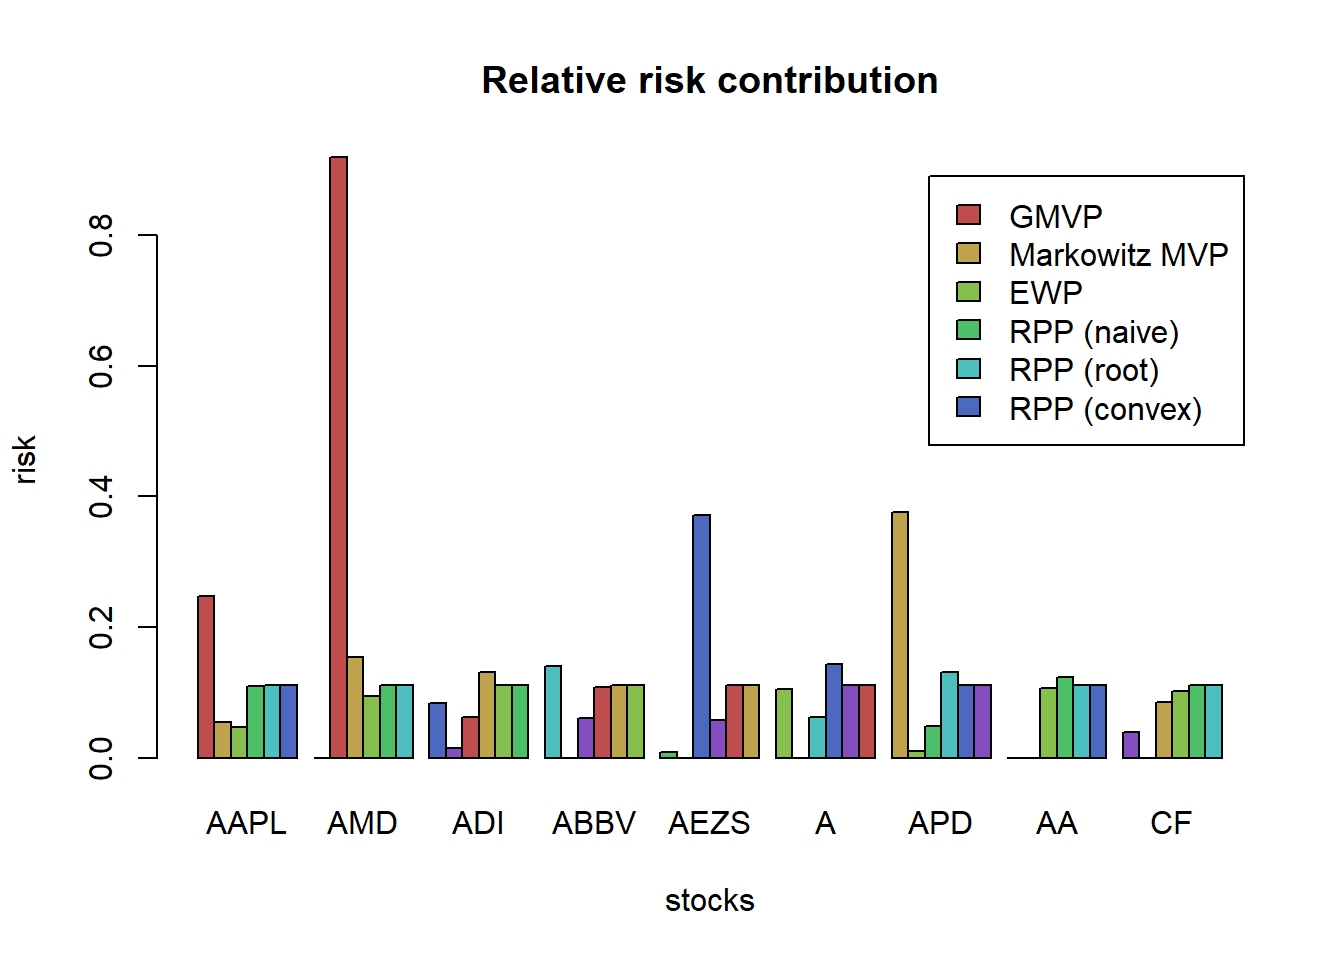 Relative risk contribution
GMVP
Markowitz MVP
EWP
RPP (naive)
RPP (root)
RPP (convex)
risk
0.8
0.6
0.4
0.2
0.0
AAPL AMD ADI ABBV AEZS A APD AA CF
stocks